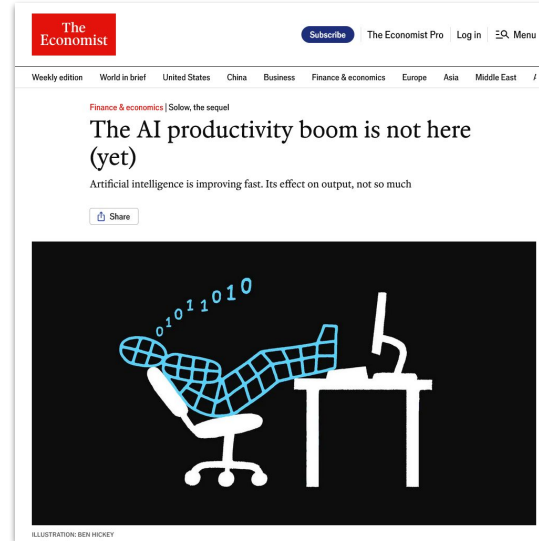 The
Economist
Subscribe
The Economist Pro
Log in
Menu
Weekly edition
World in brief
United States
China
Business
Finance & economics
Europe
Asia
Middle East
Finance & economics | Solow, the sequel
The AI productivity boom is not here
(yet)
Artificial intelligence is improving fast. Its effect on output, not so much
Share
01011010
ILLUSTRATION: BEN HICKEY